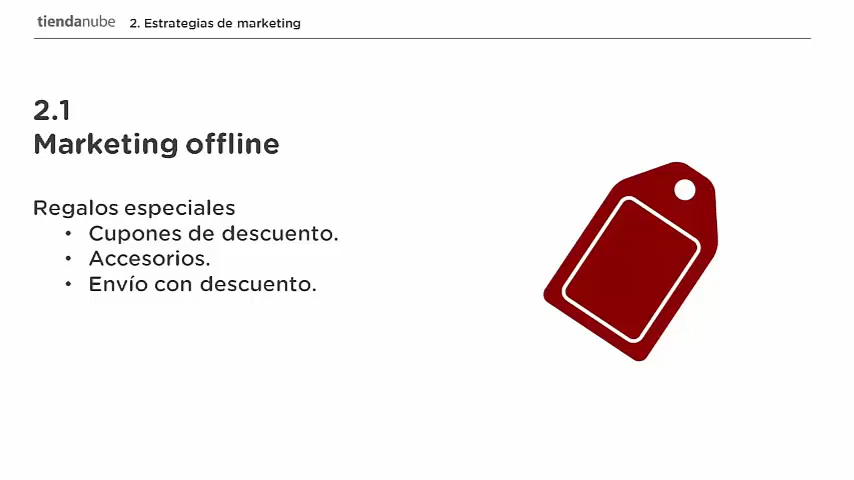 tiendanube 2. Estrategias de marketing
2.1
Marketing offline
Regalos especiales
• Cupones de descuento.
• Accesorios.
• Envío con descuento.